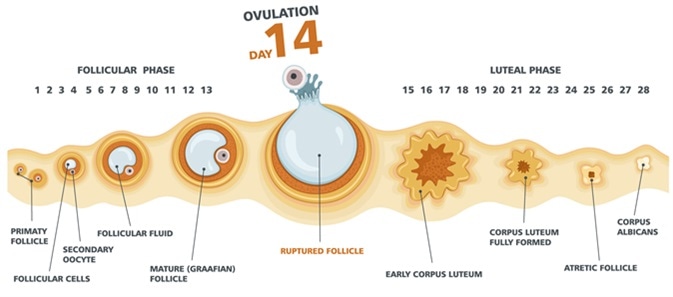 OVULATION
DAY 14
FOLLICULAR PHASE
1 2 3 4 5 6 7 8 9 10 11 12 13
LUTEAL PHASE
15 16 17 18 19 20 21 22 23 24 25 26 27 28
PRIMATY
FOLLICLE
FOLLICULAR CELLS
SECONDARY
OOCYTE
FOLLICULAR FLUID
MATURE (GRAAFIAN)
FOLLICLE
RUPTURED FOLLICLE
EARLY CORPUS LUTEUM
CORPUS LUTEUM
FULLY FORMED
ATRETIC FOLLICLE
CORPUS
ALBICANS